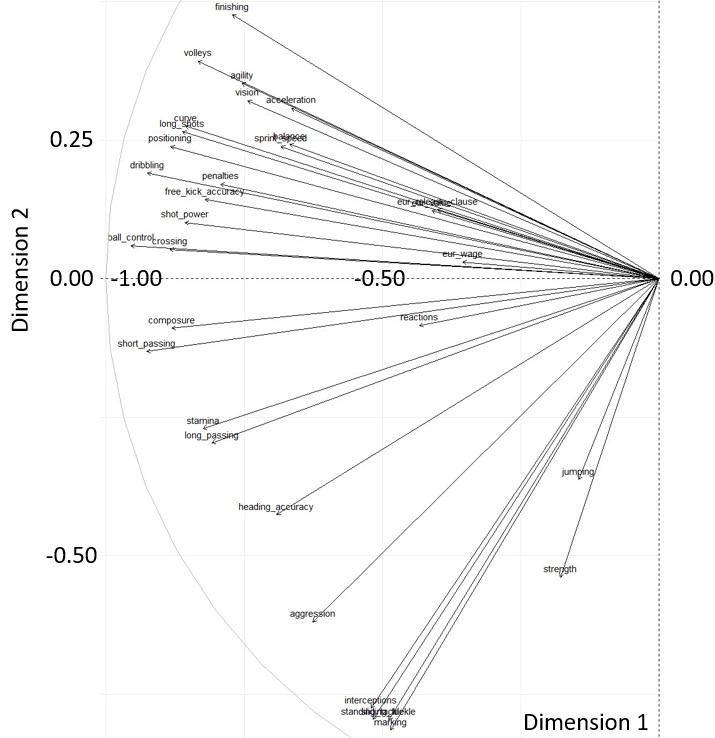 finishing
volleys
agility
vision
acceleration
curve
long_shots
0.25
positioning
sprint_speed
dribbling
penalties
free_kick_accuracy
shot_power
ball_control
crossing
eur_wage
0.00
-1.00
-0.50
0.00
Dimension 2
composure
reactions
short_passing
stamina
long_passing
jumping
heading_accuracy
-0.50
strength
aggression
interceptions
marking
Dimension 1